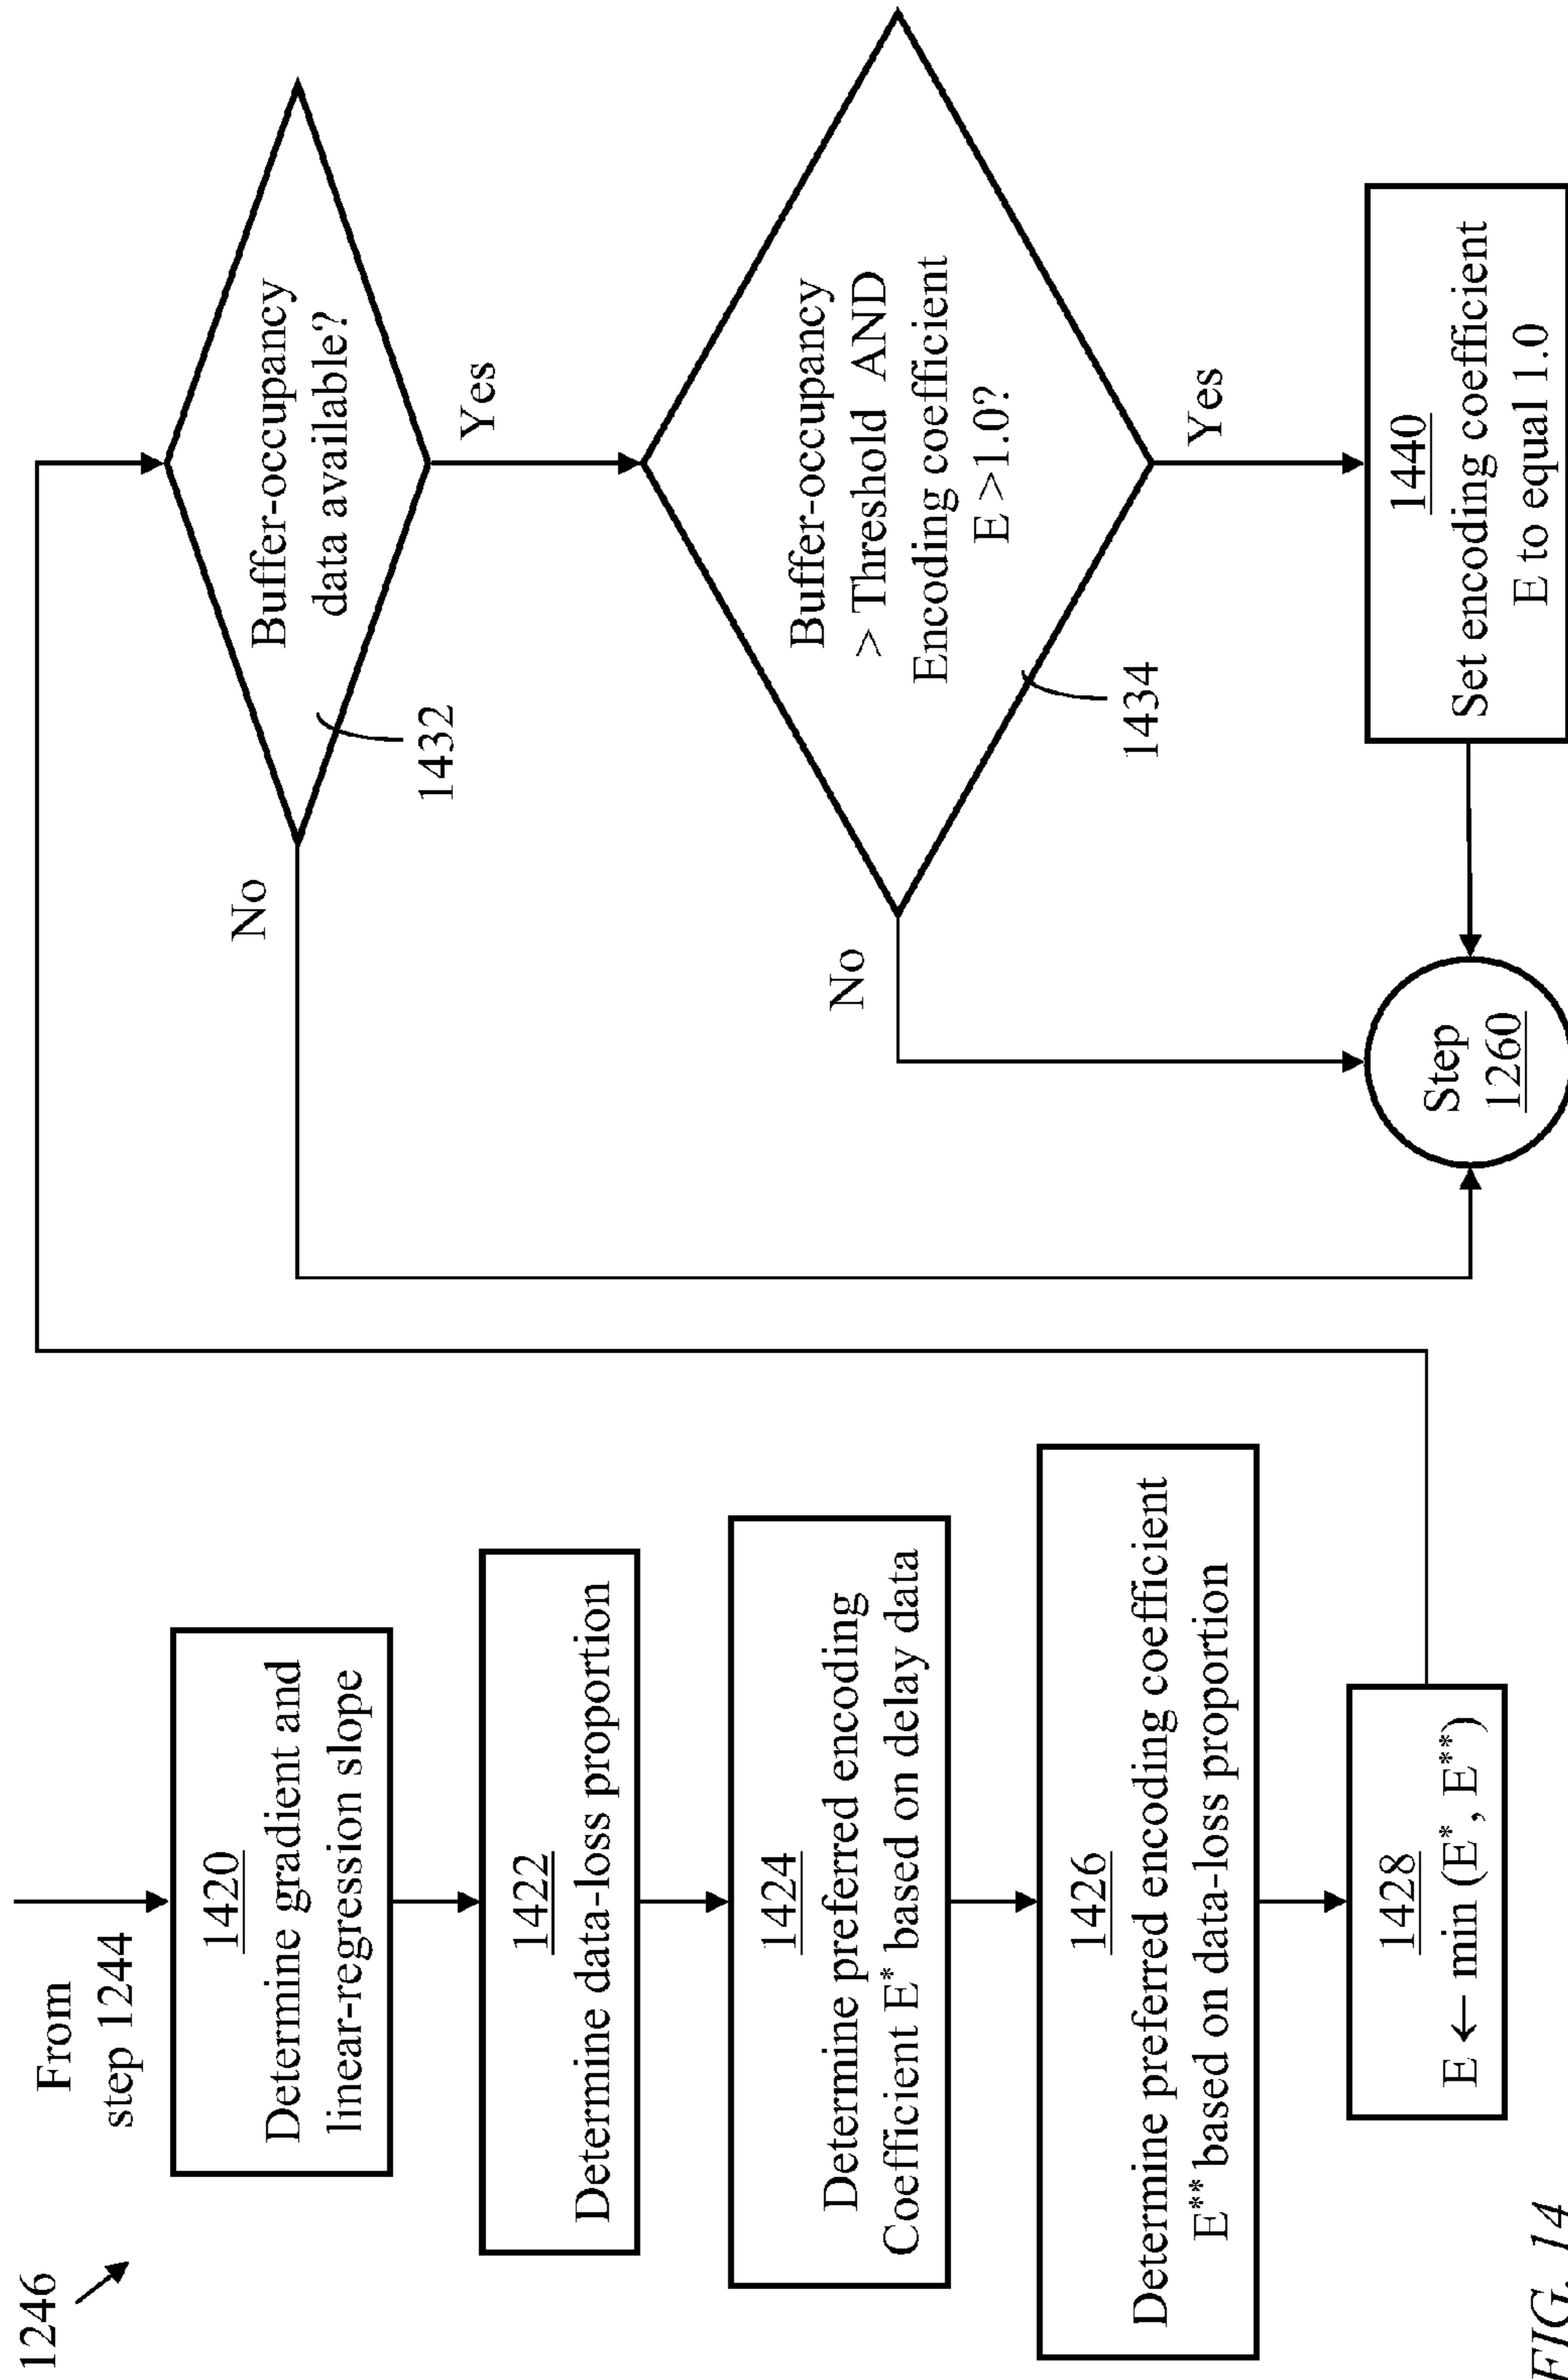 1246
From
step 1244
1420
Determine gradient and
linear-regression slope
1422
Determine data-loss proportion
1424
Determine preferred encoding
Coefficient E* based on delay data
1426
Determine preferred encoding coefficient
E** based on data-loss proportion
1428
E ← min (E*, E**)
Buffer-occupancy
data available?
1432
No
Yes
Buffer-occupancy
> Threshold AND
Encoding coefficient
E >1.0?
1434
No
Yes
1440
Set encoding coefficient
E to equal 1.0
Step
1260
FIG. 14